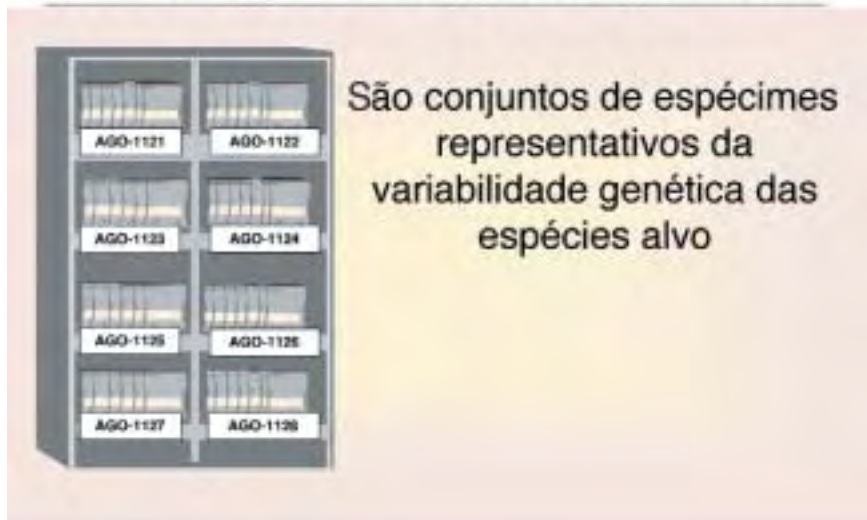 São conjuntos de espécimes
representativos da
variabilidade genética das
espécies alvo
AGO-1121
AGO-1122
AGO-1123
AGO-1124
AGO-1125
AGO-1126
AGO-1127
AGO-1128